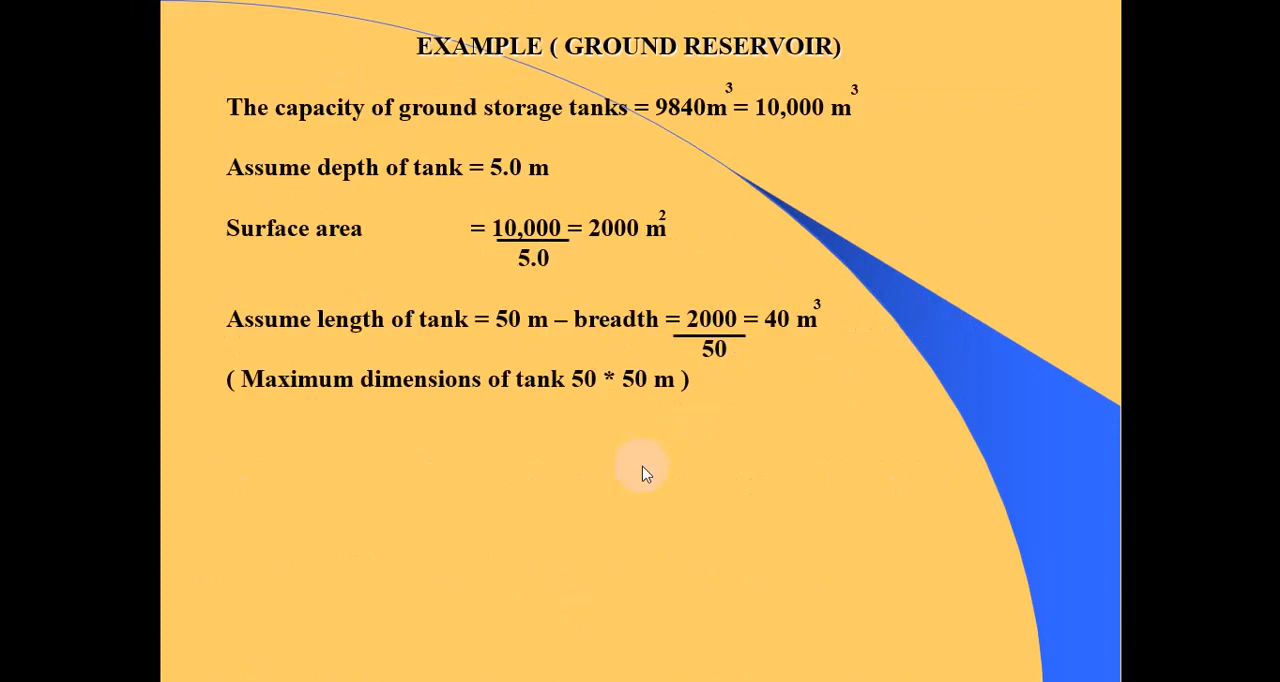 EXAMPLE ( GROUND RESERVOIR)
The capacity of ground storage tanks = 9840m³ = 10,000 m³
Assume depth of tank = 5.0 m
Surface area = 10,000 = 2000 m²
5.0
Assume length of tank = 50 m – breadth = 2000 = 40 m³
50
( Maximum dimensions of tank 50 * 50 m )